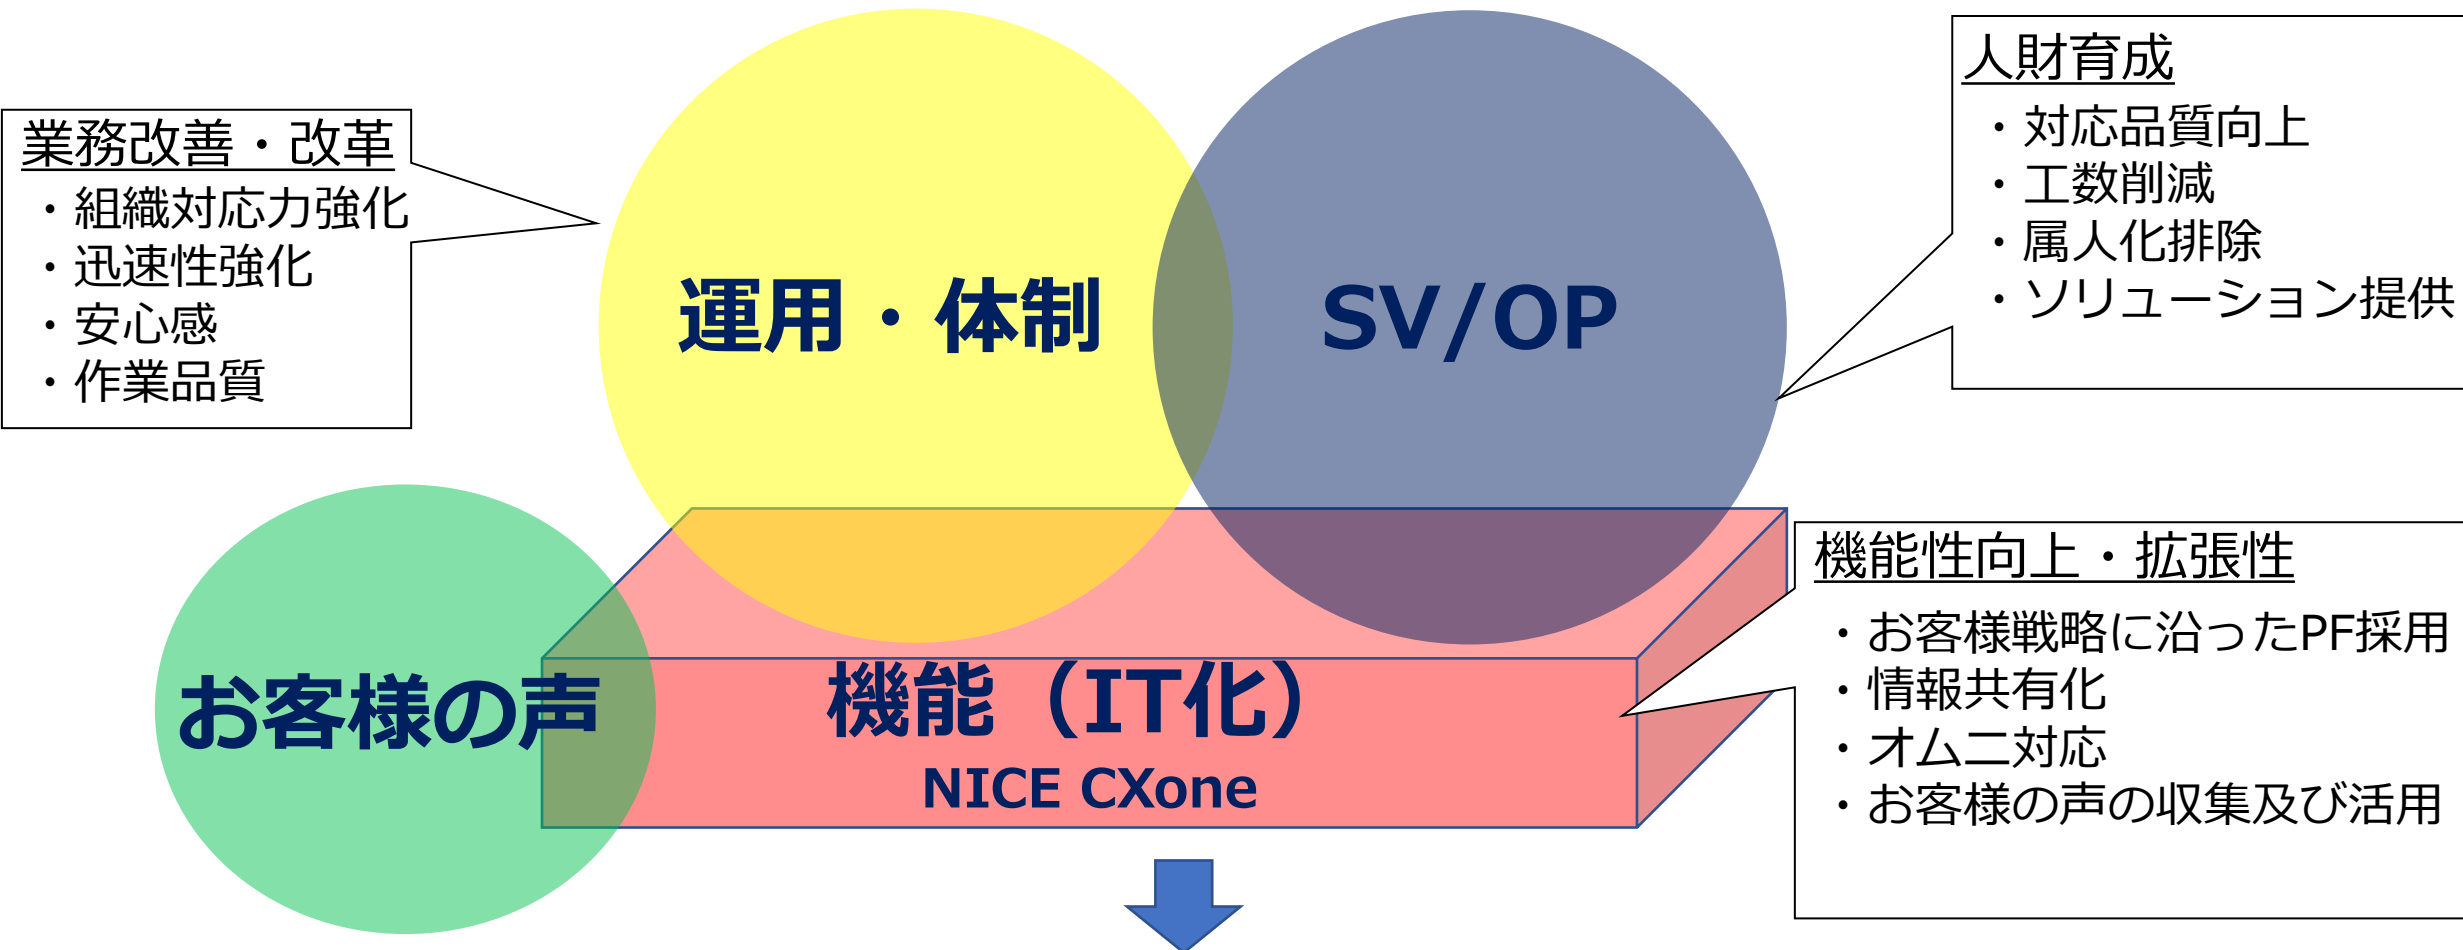 業務改善・改革
・組織対応力強化
・迅速性強化
・安心感
・作業品質
運用・体制
SV/OP
人財育成
・対応品質向上
・工数削減
・属人化排除
・ソリューション提供
お客様の声
機能（IT化）
NICE CXone
機能性向上・拡張性
・お客様戦略に沿ったPF採用
・情報共有化
・オムニ対応
・お客様の声の収集及び活用